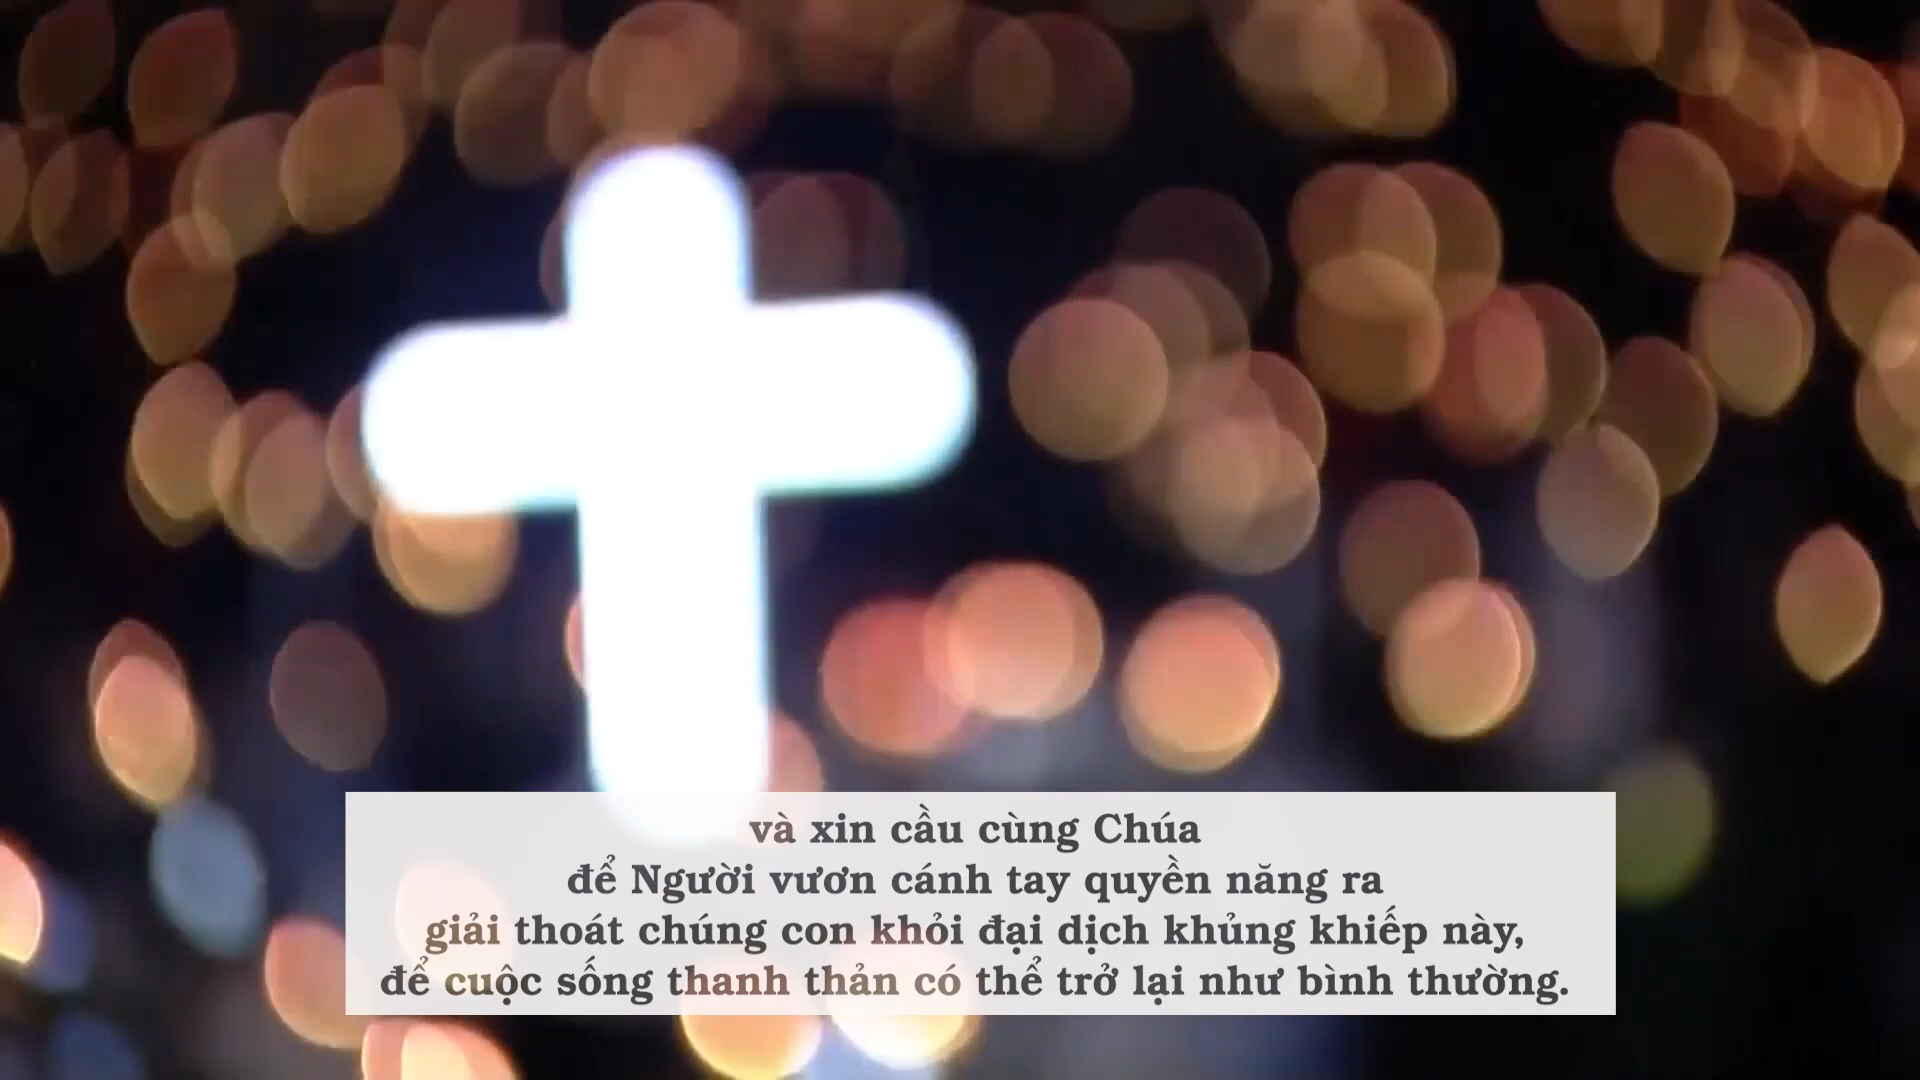 và xin cầu cùng Chúa
để Người vươn cánh tay quyền năng ra
giải thoát chúng con khỏi đại dịch khủng khiếp này,
để cuộc sống thanh thản có thể trở lại như bình thường.